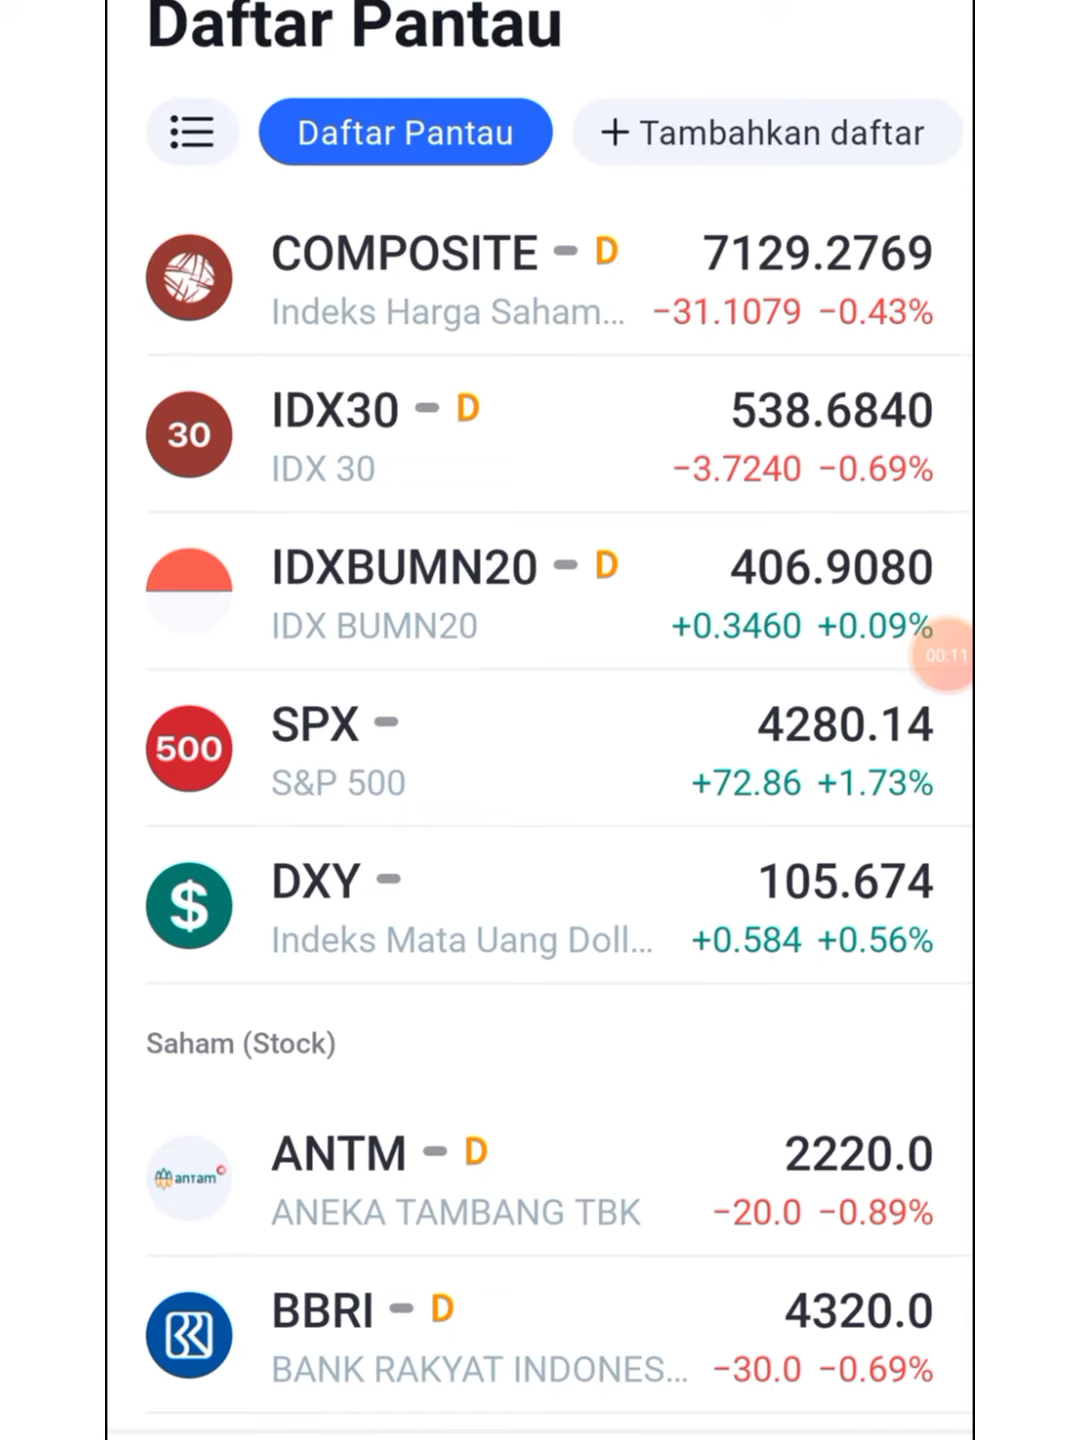 Daftar Pantau
Daftar Pantau
+ Tambahkan daftar
COMPOSITE D 7129.2769
Indeks Harga Saham... −31.1079 −0.43%
30
IDX30 D 538.6840
IDX 30 −3.7240 −0.69%
IDXBUMN20 D 406.9080
IDX BUMN20 +0.3460 +0.09%
00:11
500
SPX 4280.14
S&P 500 +72.86 +1.73%
$
DXY 105.674
Indeks Mata Uang Doll... +0.584 +0.56%
Saham (Stock)
antam
ANTM D 2220.0
ANEKA TAMBANG TBK −20.0 −0.89%
BBRI D 4320.0
BANK RAKYAT INDONES... −30.0 −0.69%